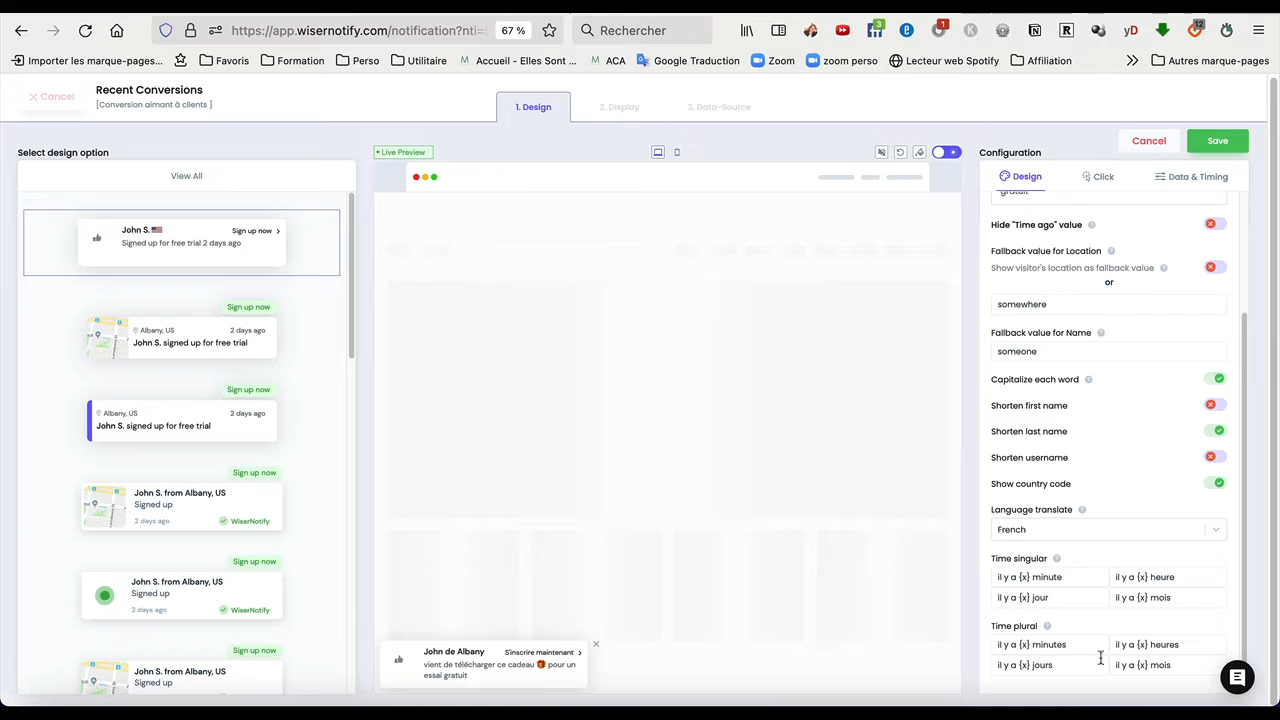 https://app.wisernotify.com/notification?nti=
67 %
Rechercher
3
1
12
yD
Importer les marque-pages...
Favoris
Formation
Perso
Utilitaire
Accueil - Elles Sont ...
ACA
Google Traduction
Zoom
zoom perso
Lecteur web Spotify
Affiliation
Autres marque-pages
Cancel
Recent Conversions
[Conversion aimant à clients ]
1. Design
2. Display
3. Data-Source
Cancel
Save
Select design option
View All
John S.
Sign up now
Signed up for free trial 2 days ago
Sign up now
Albany, US
2 days ago
John S. signed up for free trial
Sign up now
Albany, US
2 days ago
John S. signed up for free trial
Sign up now
John S. from Albany, US
Signed up
2 days ago
WiserNotify
Sign up now
John S. from Albany, US
Signed up
2 days ago
WiserNotify
Sign up now
John S. from Albany, US
Signed up
Live Preview
John de Albany
S'inscrire maintenant
vient de télécharger ce cadeau 🎁 pour un
essai gratuit
Configuration
Design
Click
Data & Timing
gratuit
Hide "Time ago" value
Fallback value for Location
Show visitor's location as fallback value
or
somewhere
Fallback value for Name
someone
Capitalize each word
Shorten first name
Shorten last name
Shorten username
Show country code
Language translate
French
Time singular
il y a {x} minute
il y a {x} heure
il y a {x} jour
il y a {x} mois
Time plural
il y a {x} minutes
il y a {x} heures
il y a {x} jours
il y a {x} mois